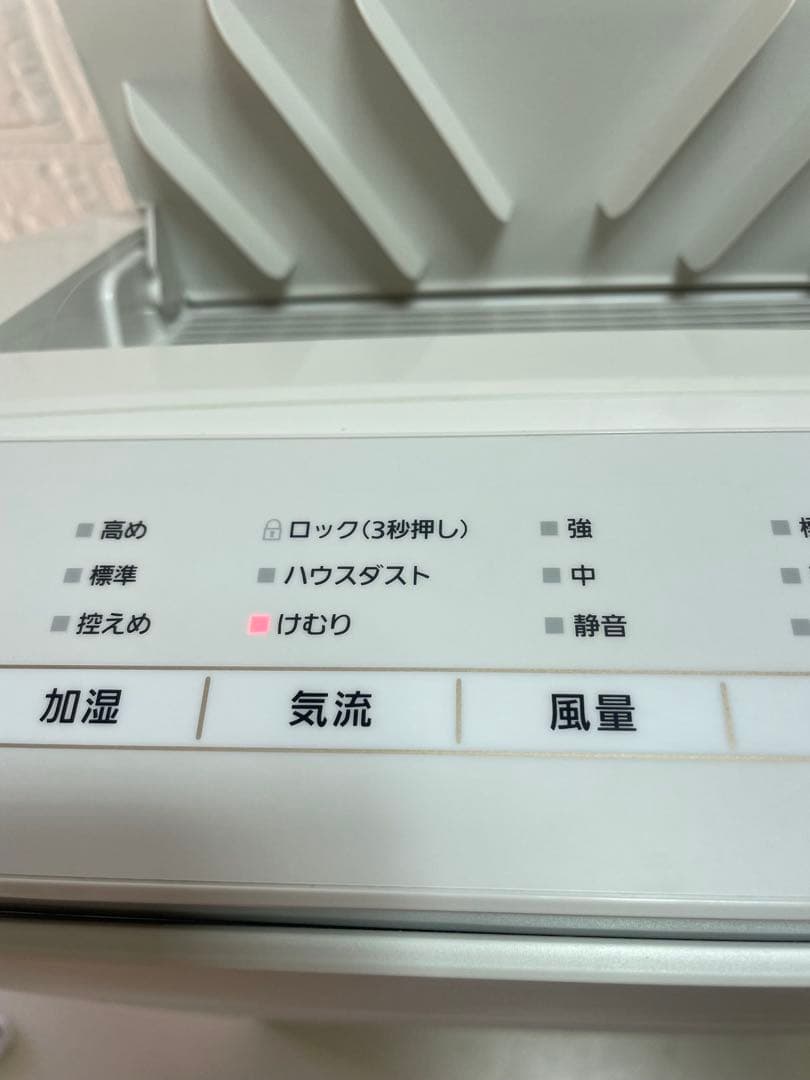 高め
標準
控えめ
ロック(3秒押し)
ハウスダスト
けむり
強
中
静音
加湿
気流
風量